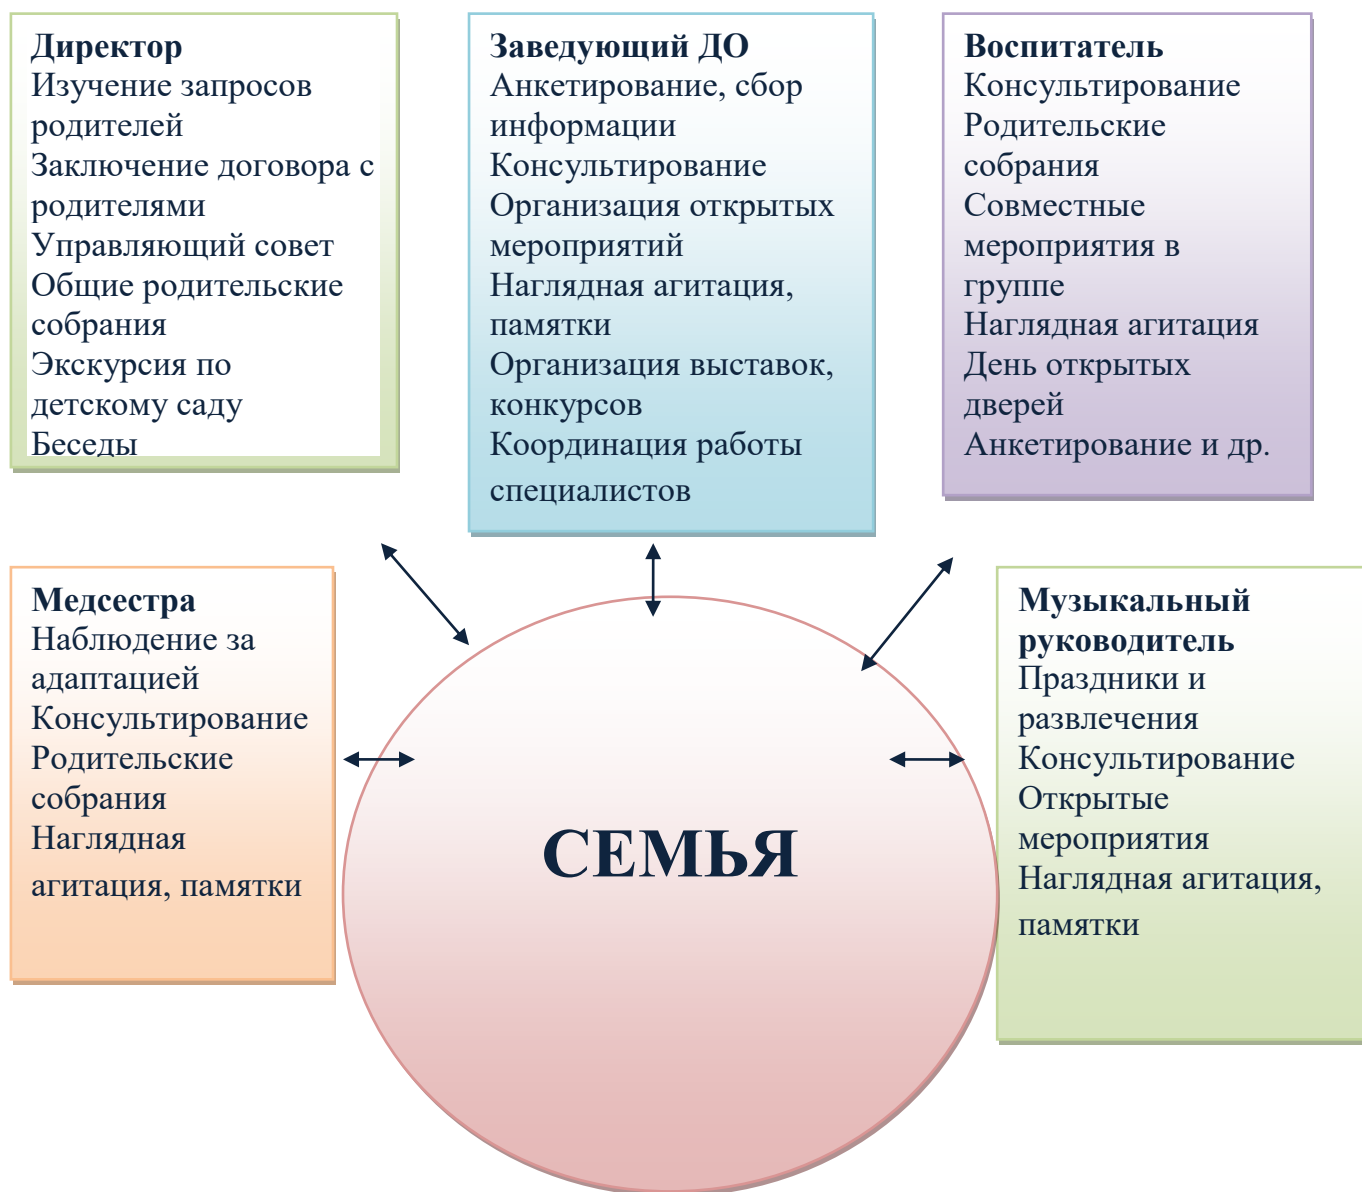 Директор
Изучение запросов
родителей
Заключение договора с
родителями
Управляющий совет
Общие родительские
собрания
Экскурсия по
детскому саду
Беседы
Заведующий ДО
Анкетирование, сбор
информации
Консультирование
Организация открытых
мероприятий
Наглядная агитация,
памятки
Организация выставок,
конкурсов
Координация работы
специалистов
Воспитатель
Консультирование
Родительские
собрания
Совместные
мероприятия в
группе
Наглядная агитация
День открытых
дверей
Анкетирование и др.
Медсестра
Наблюдение за
адаптацией
Консультирование
Родительские
собрания
Наглядная
агитация, памятки
СЕМЬЯ
Музыкальный
руководитель
Праздники и
развлечения
Консультирование
Открытые
мероприятия
Наглядная агитация,
памятки